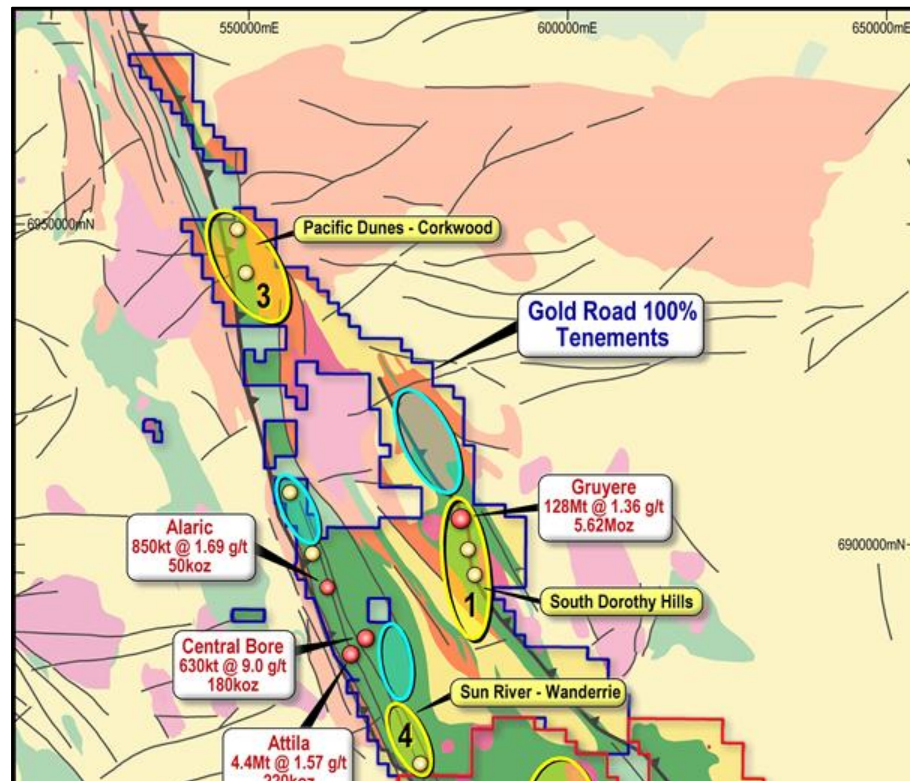 550000mE
600000mE
650000mE
6950000mN
Pacific Dunes - Corkwood
3
Gold Road 100%
Tenements
Gruyere
128Mt @ 1.36 g/t
5.62Moz
Alaric
850kt @ 1.69 g/t
50koz
6900000mN
1
South Dorothy Hills
Central Bore
630kt @ 9.0 g/t
180koz
Sun River - Wanderrie
4
Attila
4.4Mt @ 1.57 g/t
220koz